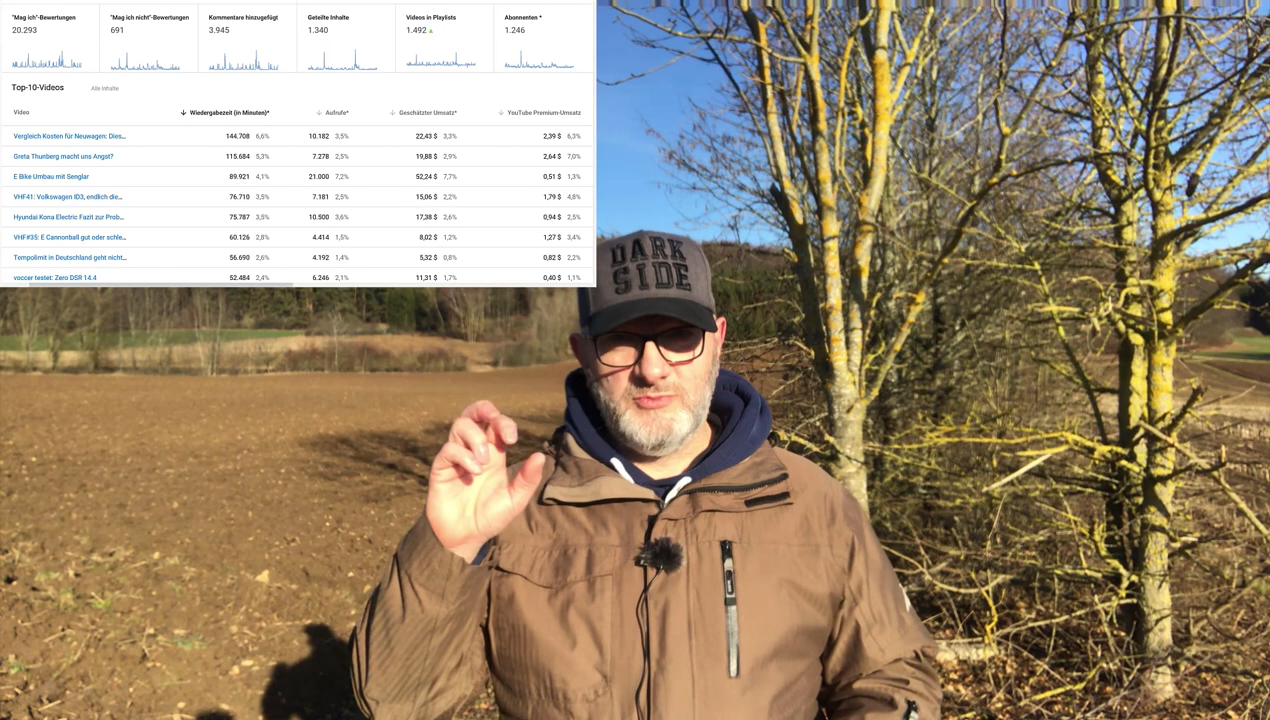 "Mag ich"-Bewertungen "Mag ich nicht"-Bewertungen Kommentare hinzugefügt Geteilte Inhalte Videos in Playlists Abonnenten *
20.293 691 3.945 1.340 1.492 1.246
Top-10-Videos Alle Inhalte
Video Wiedergabezeit (in Minuten)* Aufrufe* Geschätzter Umsatz* YouTube Premium-Umsatz
Vergleich Kosten für Neuwagen: Dies... 144.708 6,6% 10.182 3,5% 22,43 $ 3,3% 2,39 $ 6,3%
Greta Thunberg macht uns Angst? 115.684 5,3% 7.278 2,5% 19,88 $ 2,9% 2,64 $ 7,0%
E Bike Umbau mit Senglar 89.921 4,1% 21.000 7,2% 52,24 $ 7,7% 0,51 $ 1,3%
VHF41: Volkswagen ID3, endlich die... 76.710 3,5% 7.181 2,5% 15,06 $ 2,2% 1,79 $ 4,8%
Hyundai Kona Electric Fazit zur Prob... 75.787 3,5% 10.500 3,6% 17,38 $ 2,6% 0,94 $ 2,5%
VHF#35: E Cannonball gut oder schle... 60.126 2,8% 4.414 1,5% 8,02 $ 1,2% 1,27 $ 3,4%
Tempolimit in Deutschland geht nicht... 56.690 2,6% 4.192 1,4% 5,32 $ 0,8% 0,82 $ 2,2%
voccer testet: Zero DSR 14.4 52.484 2,4% 6.246 2,1% 11,31 $ 1,7% 0,40 $ 1,1%
DARK
SIDE